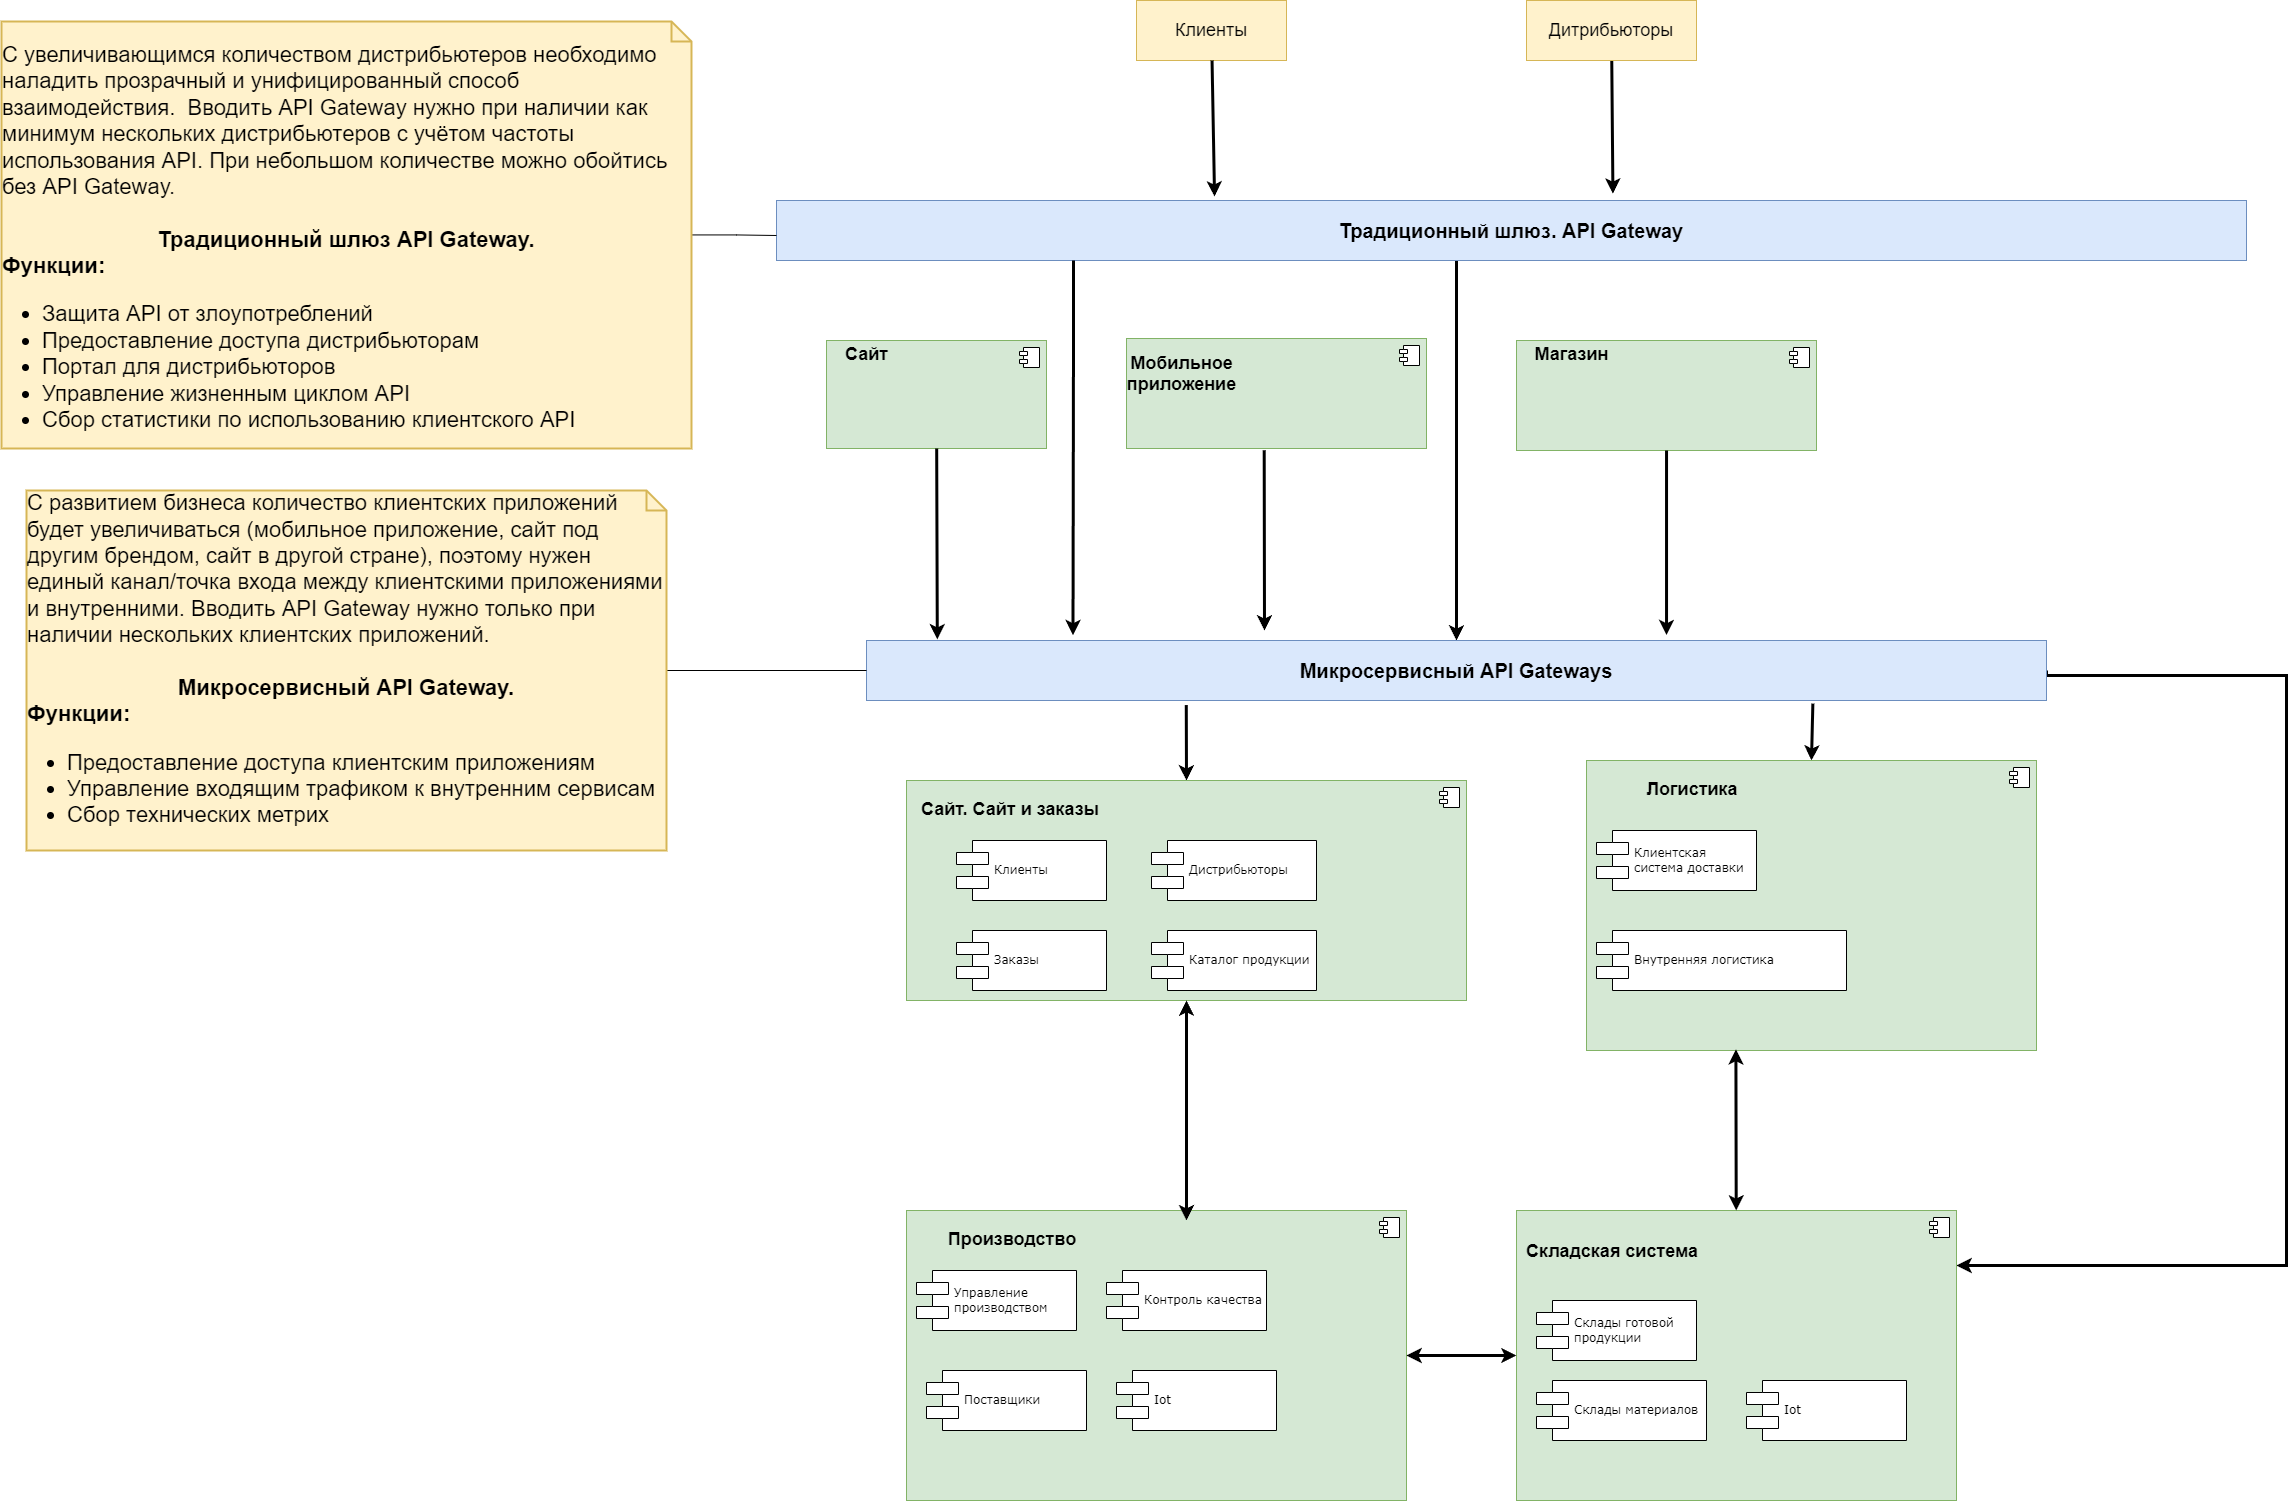 Клиенты
Дитрибьюторы
С увеличивающимся количеством дистрибьютеров необходимо
наладить прозрачный и унифицированный способ
взаимодействия.  Вводить API Gateway нужно при наличии как
минимум нескольких дистрибьютеров с учётом частоты
использования API. При небольшом количестве можно обойтись
без API Gateway.
Традиционный шлюз API Gateway.
Функции:
• Защита API от злоупотреблений
• Предоставление доступа дистрибьюторам
• Портал для дистрибьюторов
• Управление жизненным циклом API
• Сбор статистики по использованию клиентского API
Традиционный шлюз. API Gateway
Сайт
Мобильное
приложение
Магазин
С развитием бизнеса количество клиентских приложений
будет увеличиваться (мобильное приложение, сайт под
другим брендом, сайт в другой стране), поэтому нужен
единый канал/точка входа между клиентскими приложениями
и внутренними. Вводить API Gateway нужно только при
наличии нескольких клиентских приложений.
Микросервисный API Gateway.
Функции:
• Предоставление доступа клиентским приложениям
• Управление входящим трафиком к внутренним сервисам
• Сбор технических метрих
Микросервисный API Gateways
Сайт. Сайт и заказы
Клиенты
Дистрибьюторы
Заказы
Каталог продукции
Логистика
Клиентская
система доставки
Внутренняя логистика
Производство
Управление
производством
Контроль качества
Поставщики
Iot
Складская система
Склады готовой
продукции
Склады материалов
Iot